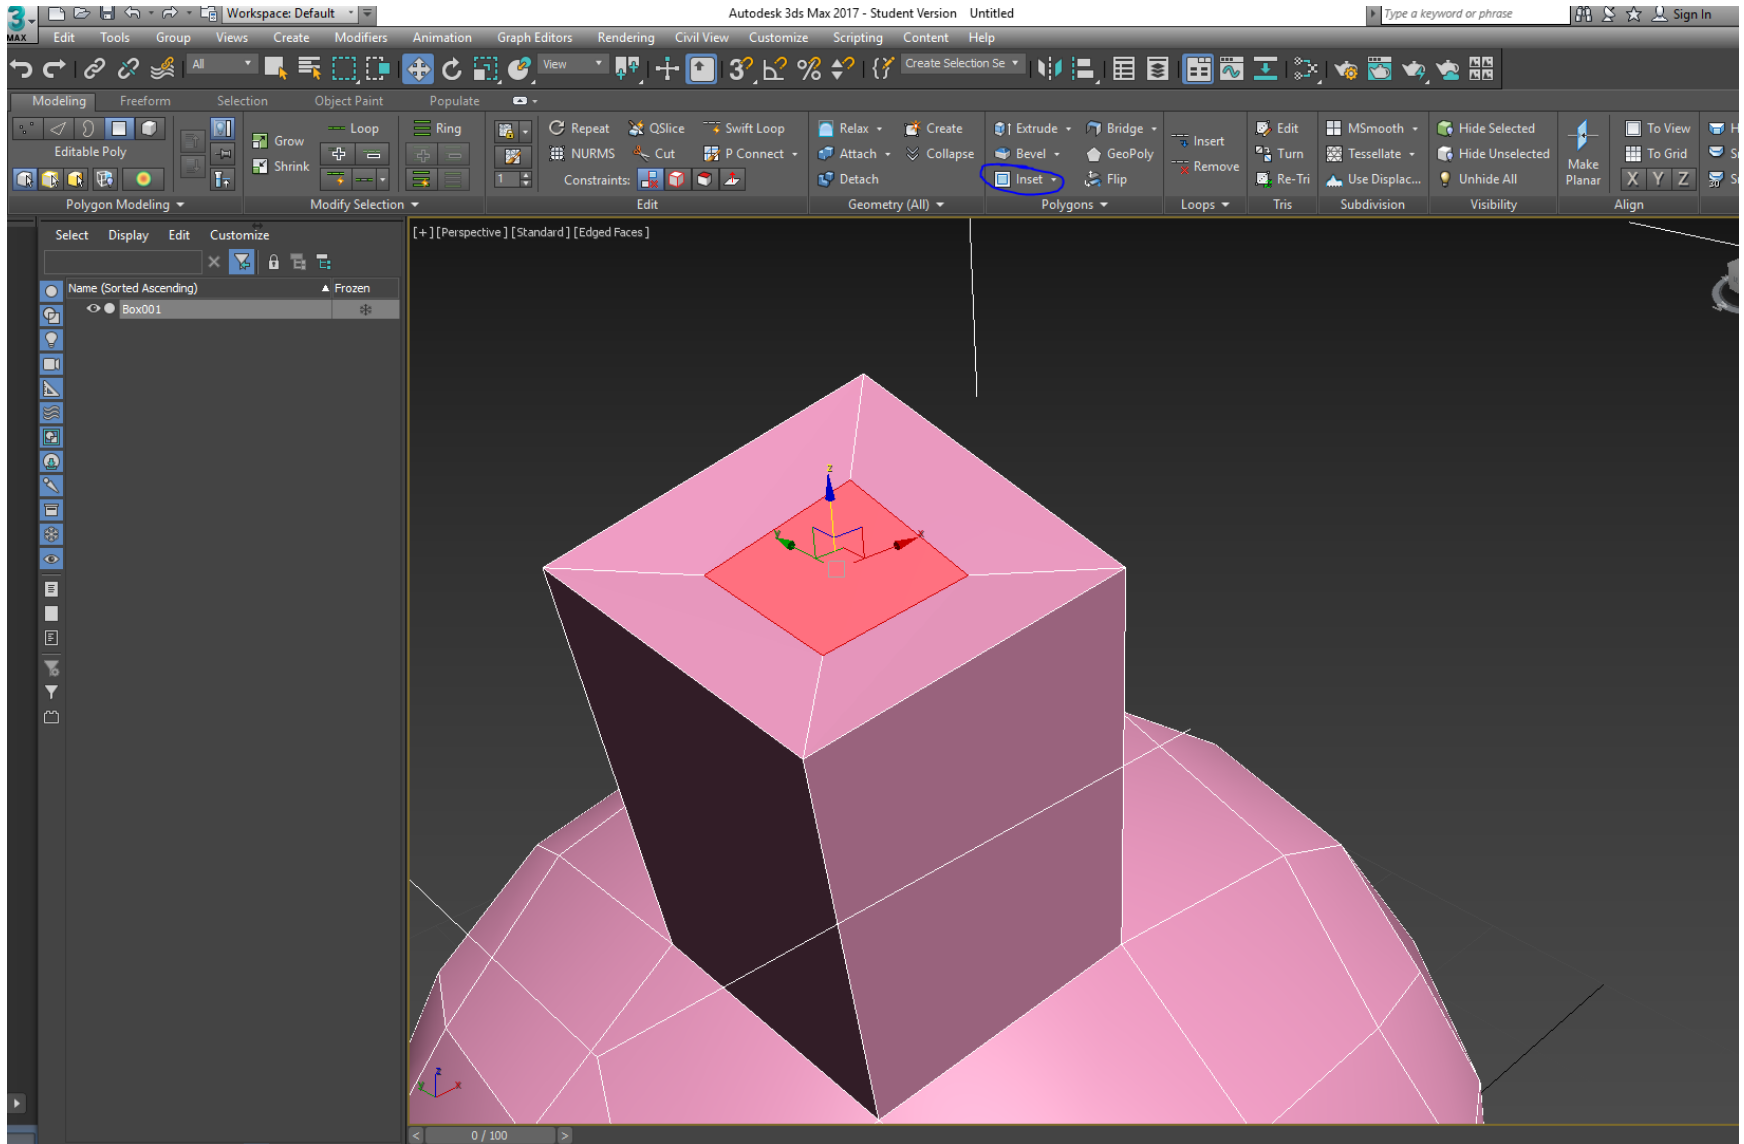 3
MAX
Workspace: Default
Autodesk 3ds Max 2017 - Student Version Untitled
Type a keyword or phrase
Sign In
Edit Tools Group Views Create Modifiers Animation Graph Editors Rendering Civil View Customize Scripting Content Help
All
View
Create Selection Se
Modeling Freeform Selection Object Paint Populate
Loop Ring Repeat QSlice Swift Loop Relax Create Extrude Bridge Edit MSmooth Hide Selected To View
Editable Poly Grow NURMS Cut P Connect Attach Collapse Bevel GeoPoly Insert Turn Tessellate Hide Unselected To Grid
Shrink 1 Constraints: Detach Inset Flip Remove Re-Tri Use Displac... Unhide All Make Planar X Y Z
Polygon Modeling Modify Selection Edit Geometry (All) Polygons Loops Tris Subdivision Visibility Align
Select Display Edit Customize
[+] [Perspective] [Standard] [Edged Faces]
Name (Sorted Ascending) Frozen
Box001
z
y x
z
y x
0 / 100